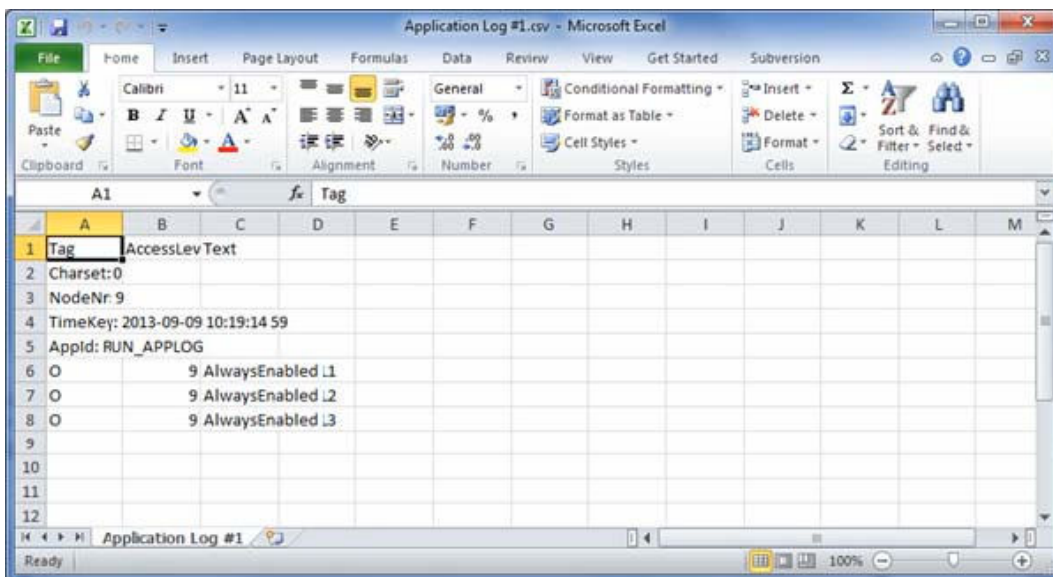 Application Log #1.csv - Microsoft Excel
File Home Insert Page Layout Formulas Data Review View Get Started Subversion
Calibri 11 General Conditional Formatting Insert Σ
Paste B I U A A % , Format as Table Delete Sort & Filter Find & Select
A Cell Styles Format
Clipboard Font Alignment Number Styles Cells Editing
A1 fx Tag
A B C D E F G H I J K L M
1 Tag AccessLev Text
2 Charset: 0
3 NodeNr: 9
4 TimeKey: 2013-09-09 10:19:14 59
5 AppId: RUN_APPLOG
6 O 9 AlwaysEnabled L1
7 O 9 AlwaysEnabled L2
8 O 9 AlwaysEnabled L3
9
10
11
12
Application Log #1
Ready 100%